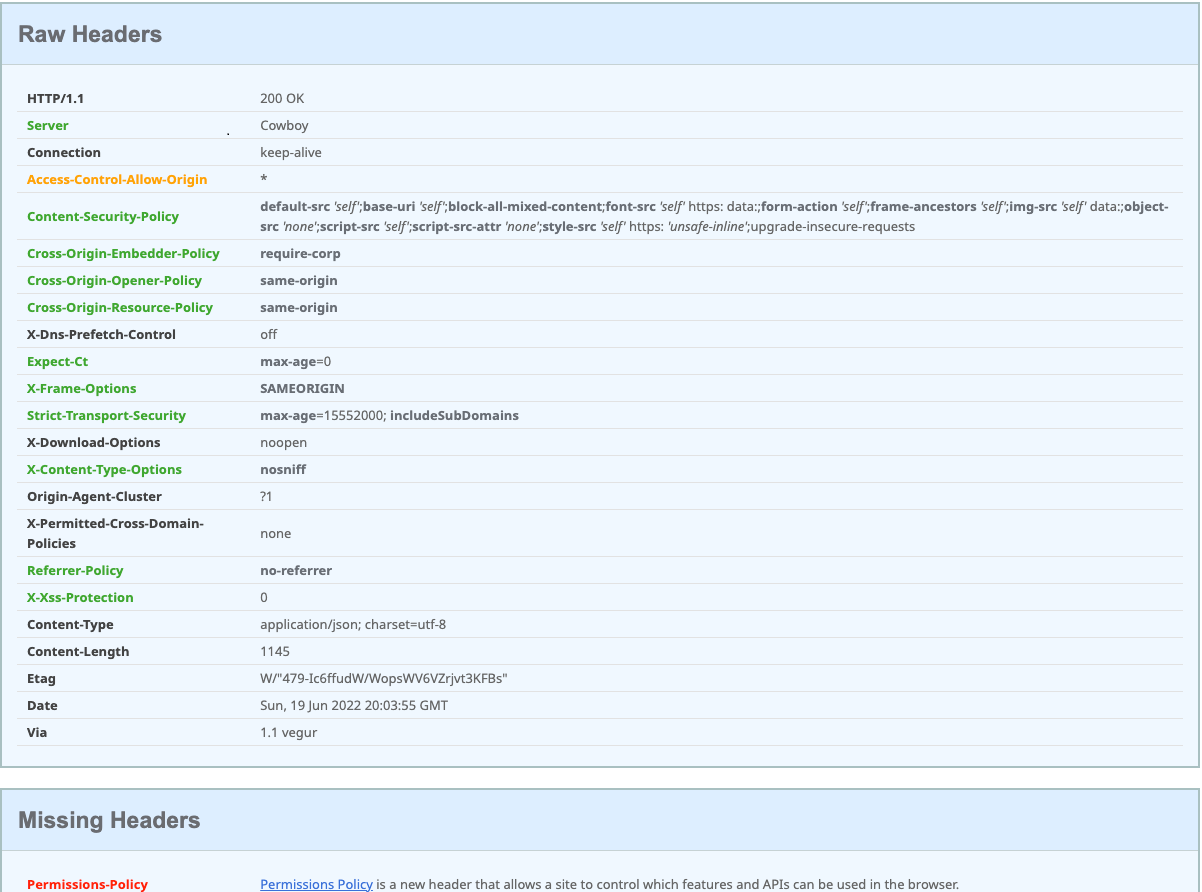 Raw Headers
HTTP/1.1 200 OK
Server Cowboy
Connection keep-alive
Access-Control-Allow-Origin *
Content-Security-Policy default-src 'self';base-uri 'self';block-all-mixed-content;font-src 'self' https: data:;form-action 'self';frame-ancestors 'self';img-src 'self' data:;object-
src 'none';script-src 'self';script-src-attr 'none';style-src 'self' https: 'unsafe-inline';upgrade-insecure-requests
Cross-Origin-Embedder-Policy require-corp
Cross-Origin-Opener-Policy same-origin
Cross-Origin-Resource-Policy same-origin
X-Dns-Prefetch-Control off
Expect-Ct max-age=0
X-Frame-Options SAMEORIGIN
Strict-Transport-Security max-age=15552000; includeSubDomains
X-Download-Options noopen
X-Content-Type-Options nosniff
Origin-Agent-Cluster ?1
X-Permitted-Cross-Domain-
Policies none
Referrer-Policy no-referrer
X-Xss-Protection 0
Content-Type application/json; charset=utf-8
Content-Length 1145
Etag W/"479-Ic6ffudW/WopsWV6VZrjvt3KFBs"
Date Sun, 19 Jun 2022 20:03:55 GMT
Via 1.1 vegur
Missing Headers
Permissions-Policy Permissions Policy is a new header that allows a site to control which features and APIs can be used in the browser.